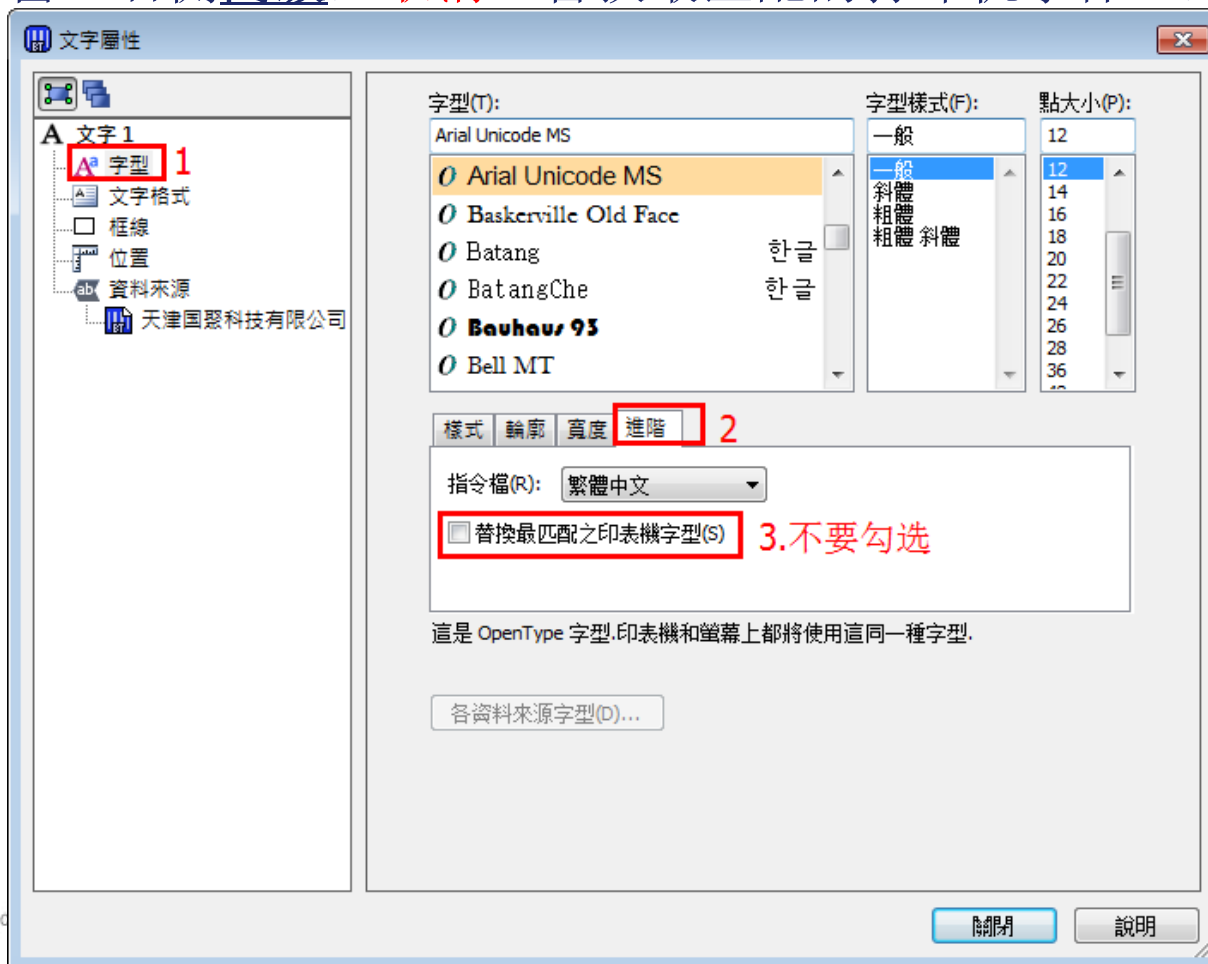 文字屬性
A 文字 1
字型 1
文字格式
框線
位置
資料來源
天津国聚科技有限公司
字型(T):
Arial Unicode MS
Arial Unicode MS
Baskerville Old Face
Batang 한글
BatangChe 한글
Bauhaus 93
Bell MT
字型樣式(F):
一般
一般
斜體
粗體
粗體 斜體
點大小(P):
12
12
14
16
18
20
22
24
26
28
36
樣式 輪廓 寬度 進階 2
指令檔(R): 繁體中文
替換最匹配之印表機字型(S) 3.不要勾选
這是 OpenType 字型.印表機和螢幕上都將使用這同一種字型.
各資料來源字型(D)...
關閉 說明